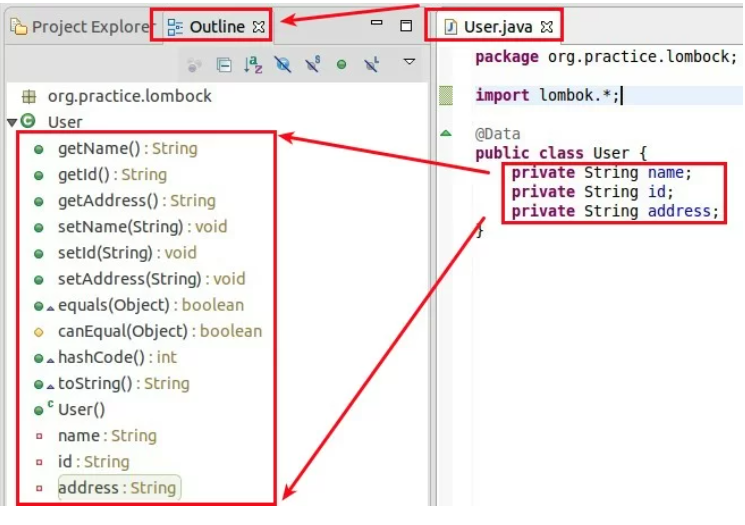 Project Explorer Outline
org.practice.lombock
User
getName() : String
getId() : String
getAddress() : String
setName(String) : void
setId(String) : void
setAddress(String) : void
equals(Object) : boolean
canEqual(Object) : boolean
hashCode() : int
toString() : String
User()
name : String
id : String
address : String
User.java
package org.practice.lombock;
import lombok.*;
@Data
public class User {
private String name;
private String id;
private String address;
}